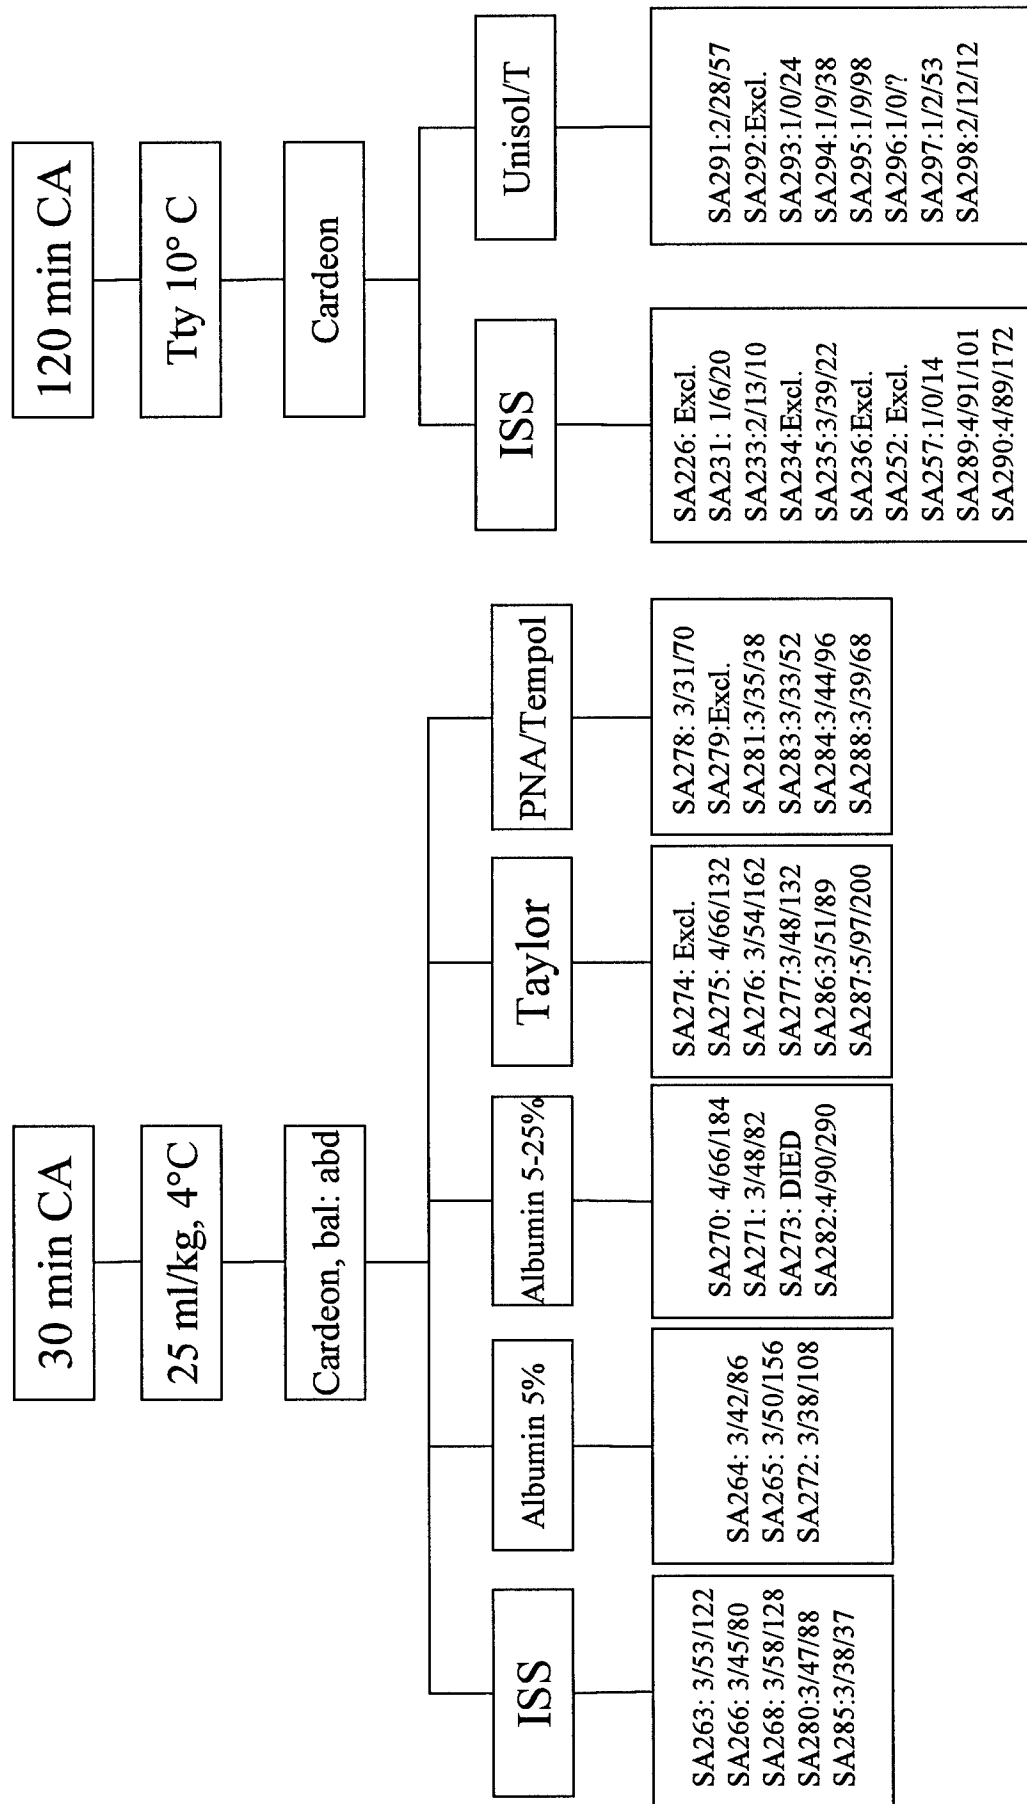 30 min CA
25 ml/kg, 4°C
Cardeon, bal: abd
ISS
SA263: 3/53/122
SA266: 3/45/80
SA268: 3/58/128
SA280:3/47/88
SA285:3/38/37
Albumin 5%
SA264: 3/42/86
SA265: 3/50/156
SA272: 3/38/108
Albumin 5-25%
SA270: 4/66/184
SA271: 3/48/82
SA273: DIED
SA282:4/90/290
Taylor
SA274: Excl.
SA275: 4/66/132
SA276: 3/54/162
SA277:3/48/132
SA286:3/51/89
SA287:5/97/200
PNA/Tempol
SA278: 3/31/70
SA279:Excl.
SA281:3/35/38
SA283:3/33/52
SA284:3/44/96
SA288:3/39/68
120 min CA
Tty 10° C
Cardeon
ISS
SA226: Excl.
SA231: 1/6/20
SA233:2/13/10
SA234:Excl.
SA235:3/39/22
SA236:Excl.
SA252: Excl.
SA257:1/0/14
SA289:4/91/101
SA290:4/89/172
Unisol/T
SA291:2/28/57
SA292:Excl.
SA293:1/0/24
SA294:1/9/38
SA295:1/9/98
SA296:1/0/?
SA297:1/2/53
SA298:2/12/12